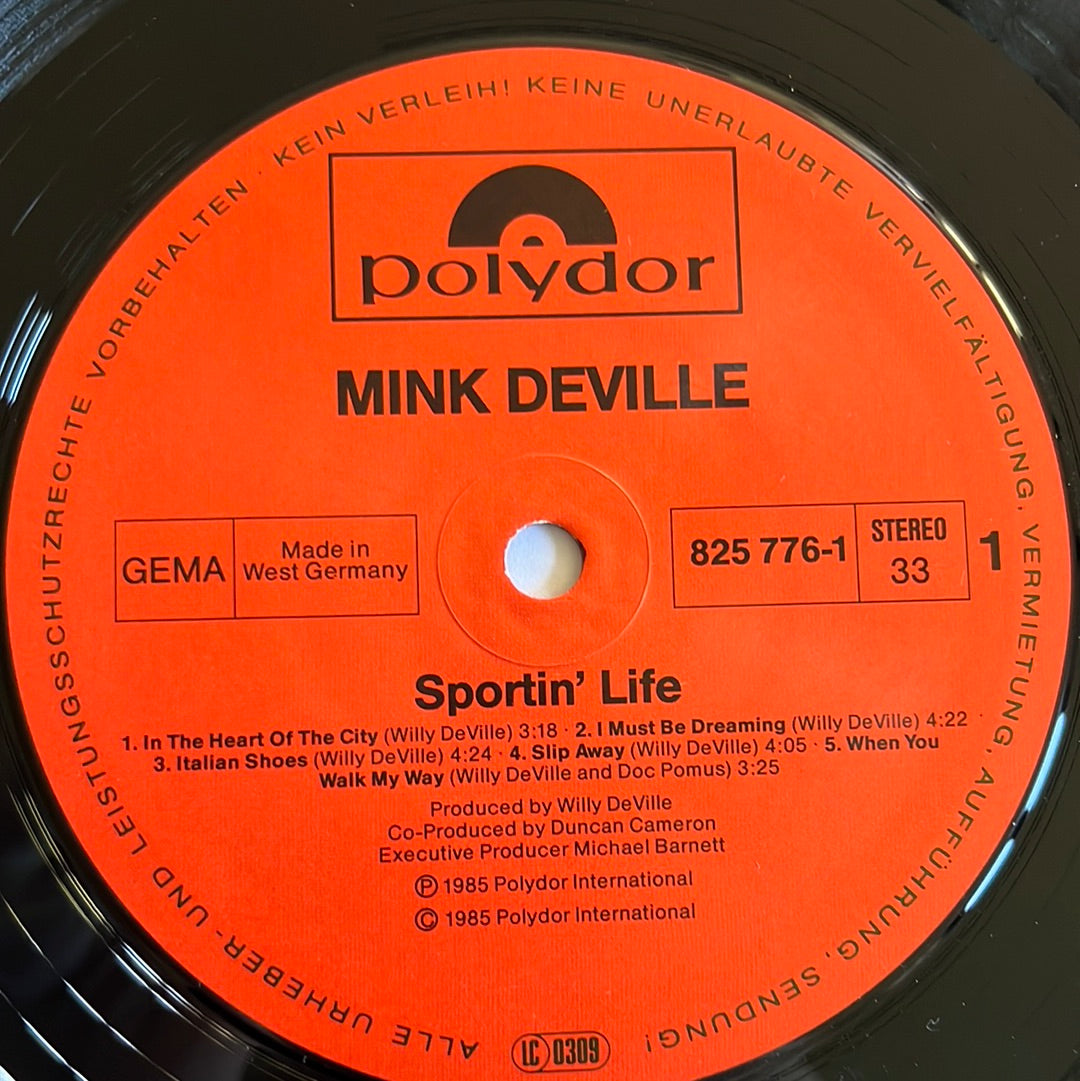 ALLE URHEBER- UND LEISTUNGSSCHUTZRECHTE VORBEHALTEN · KEIN VERLEIH! KEINE UNERLAUBTE VERVIELFÄLTIGUNG, VERMIETUNG, AUFFÜHRUNG, SENDUNG!
polydor
MINK DEVILLE
GEMA
Made in
West Germany
825 776-1
STEREO
33
1
Sportin' Life
1. In The Heart Of The City (Willy DeVille) 3:18 · 2. I Must Be Dreaming (Willy DeVille) 4:22 ·
3. Italian Shoes (Willy DeVille) 4:24 · 4. Slip Away (Willy DeVille) 4:05 · 5. When You
Walk My Way (Willy DeVille and Doc Pomus) 3:25
Produced by Willy DeVille
Co-Produced by Duncan Cameron
Executive Producer Michael Barnett
℗ 1985 Polydor International
© 1985 Polydor International
LC 0309